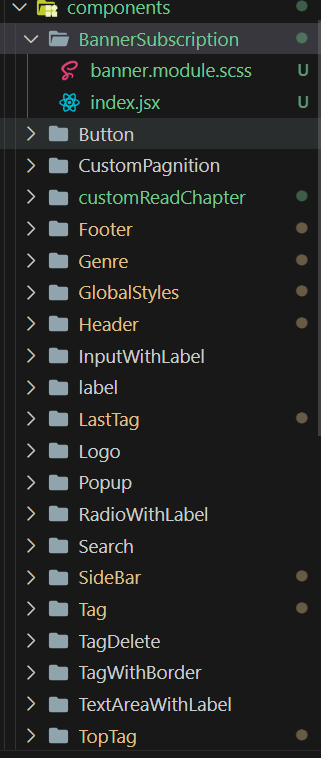 components
BannerSubscription
banner.module.scss U
index.jsx U
Button
CustomPagnition
customReadChapter
Footer
Genre
GlobalStyles
Header
InputWithLabel
label
LastTag
Logo
Popup
RadioWithLabel
Search
SideBar
Tag
TagDelete
TagWithBorder
TextAreaWithLabel
TopTag